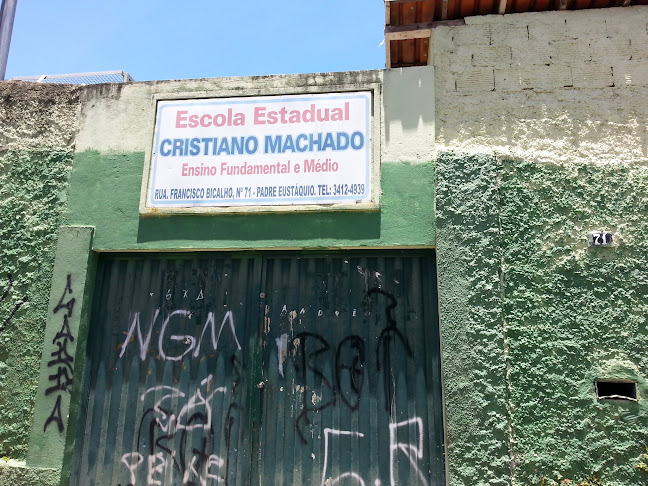 Escola Estadual
CRISTIANO MACHADO
Ensino Fundamental e Médio
RUA. FRANCISCO BICALHO, Nº 71 - PADRE EUSTÁQUIO. TEL: 3412-4939
71
NGM